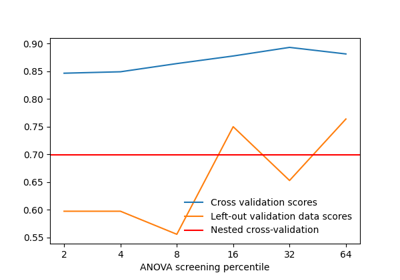 0.90
0.85
0.80
0.75
0.70
0.65
0.60
0.55
Cross validation scores
Left-out validation data scores
Nested cross-validation
2 4 8 16 32 64
ANOVA screening percentile